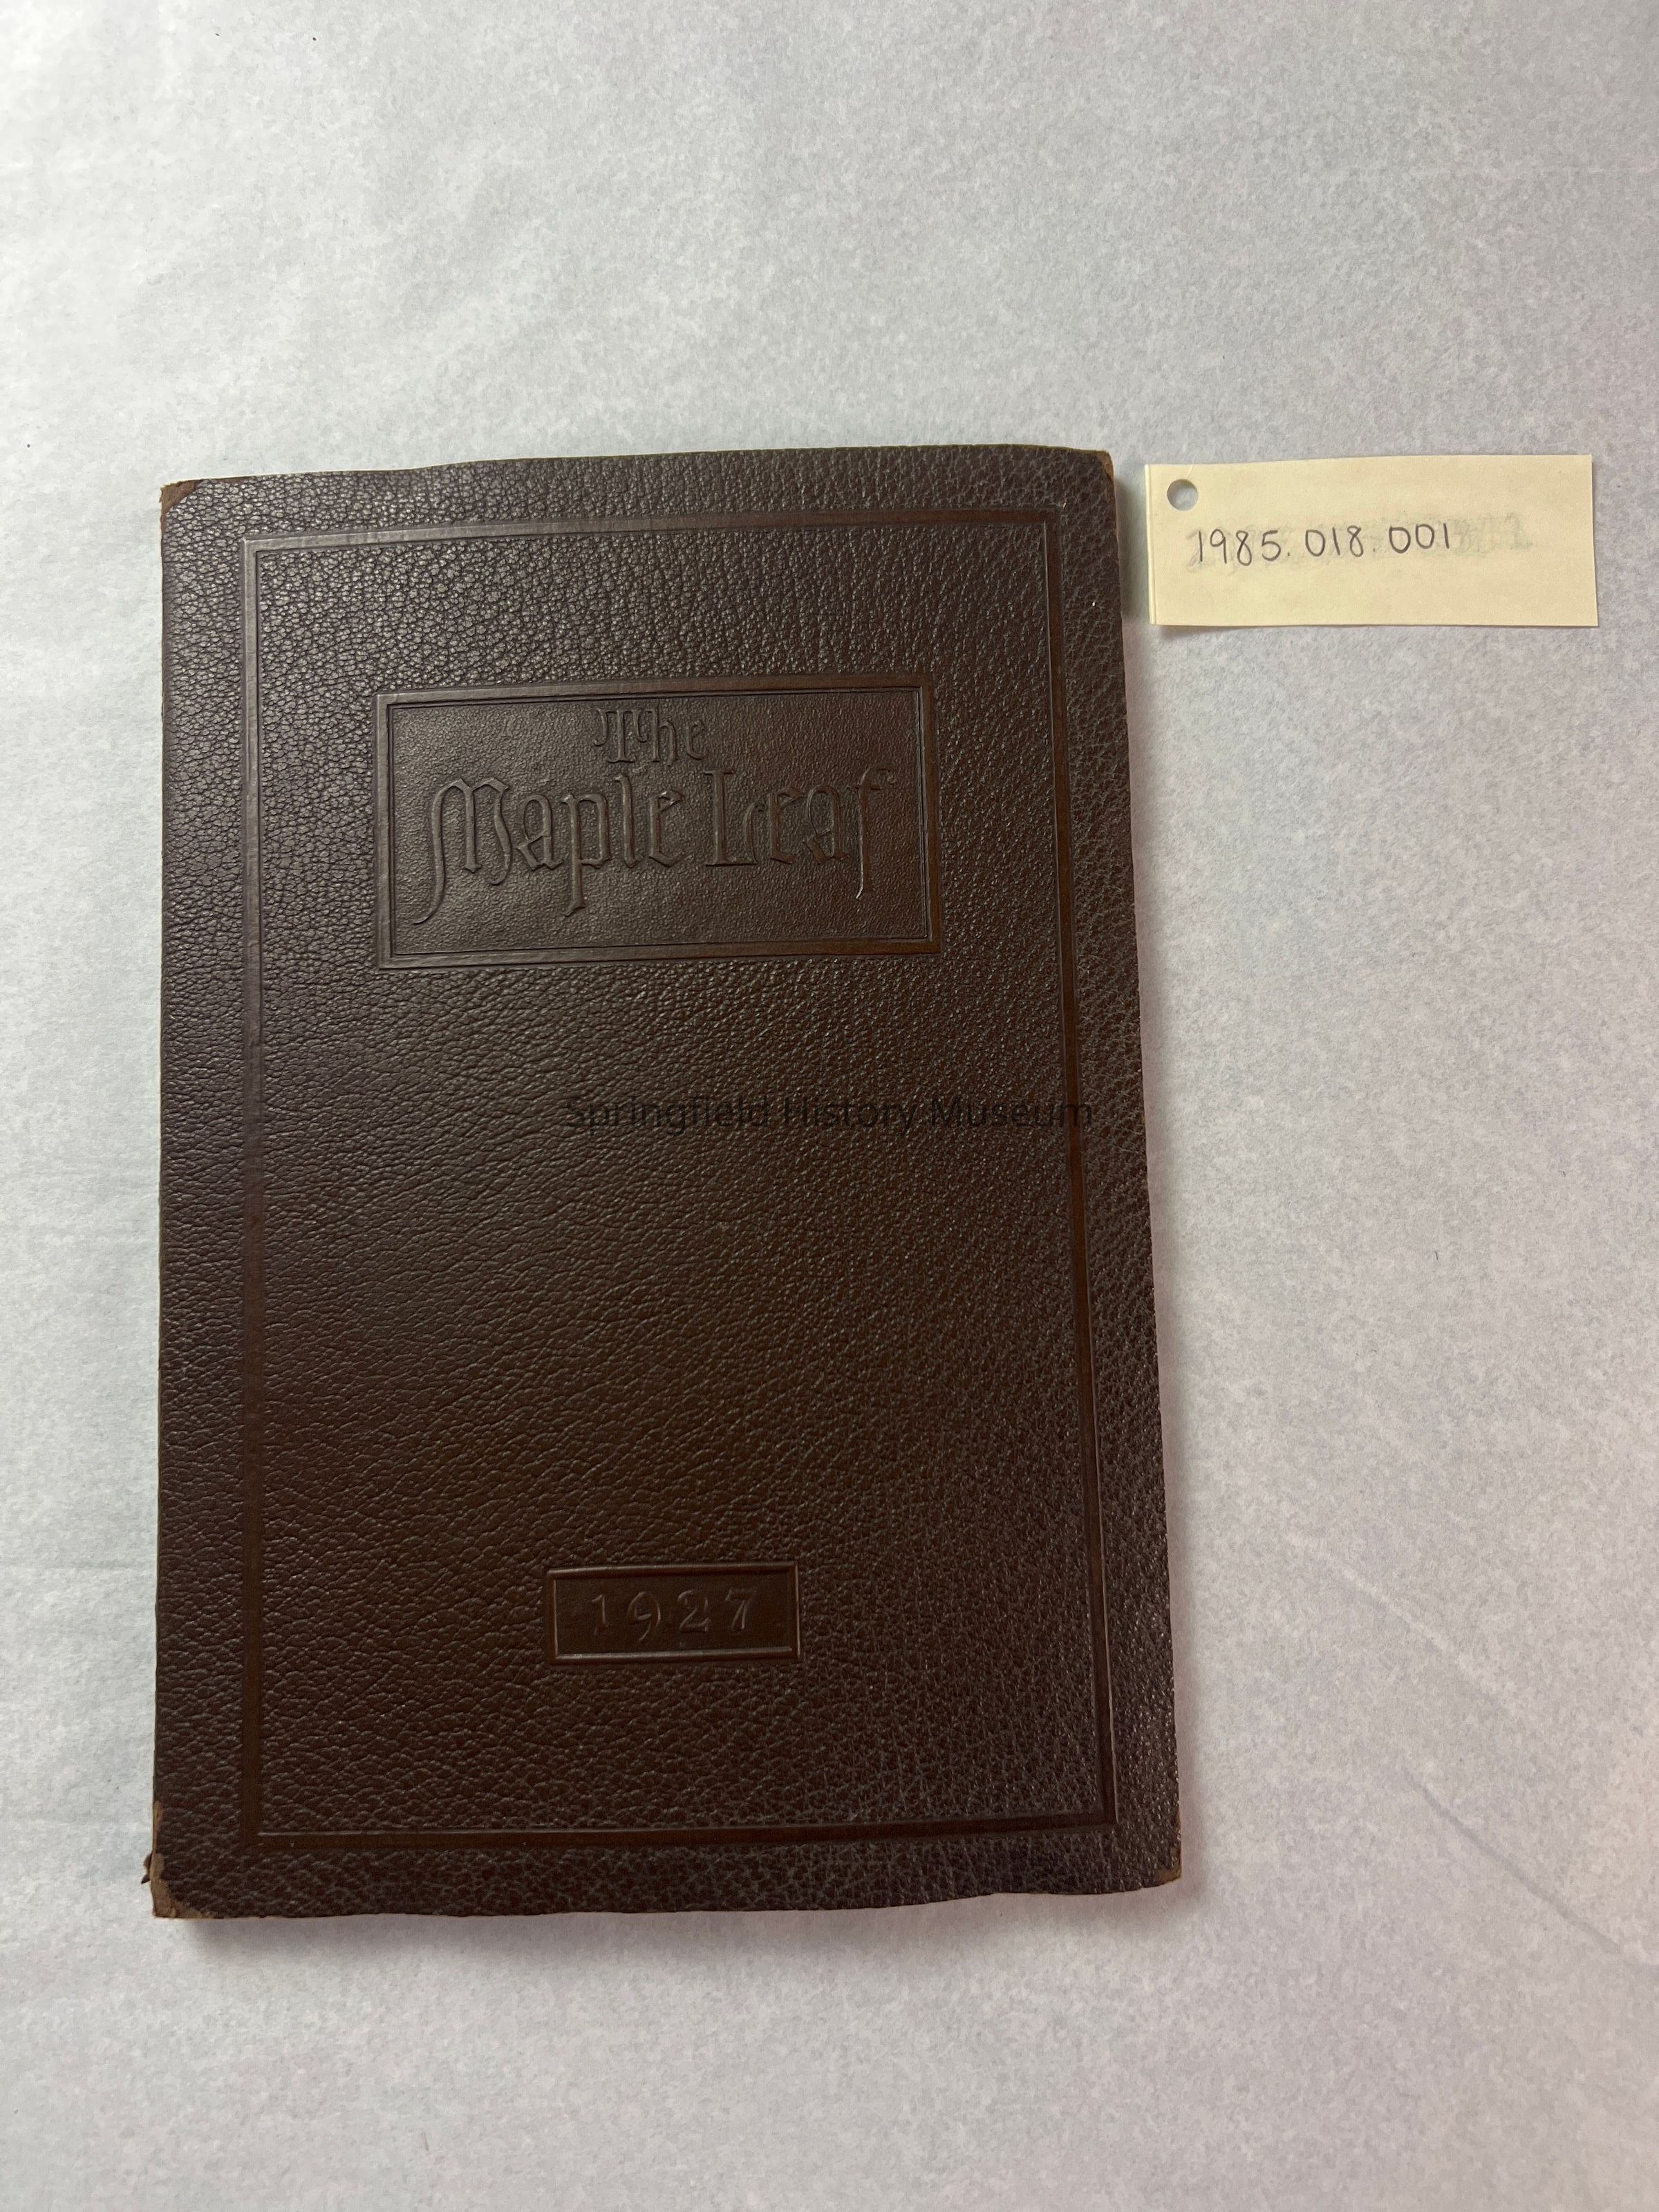 The
Maple Leaf
1985.018.001
Springfield History Museum
1927